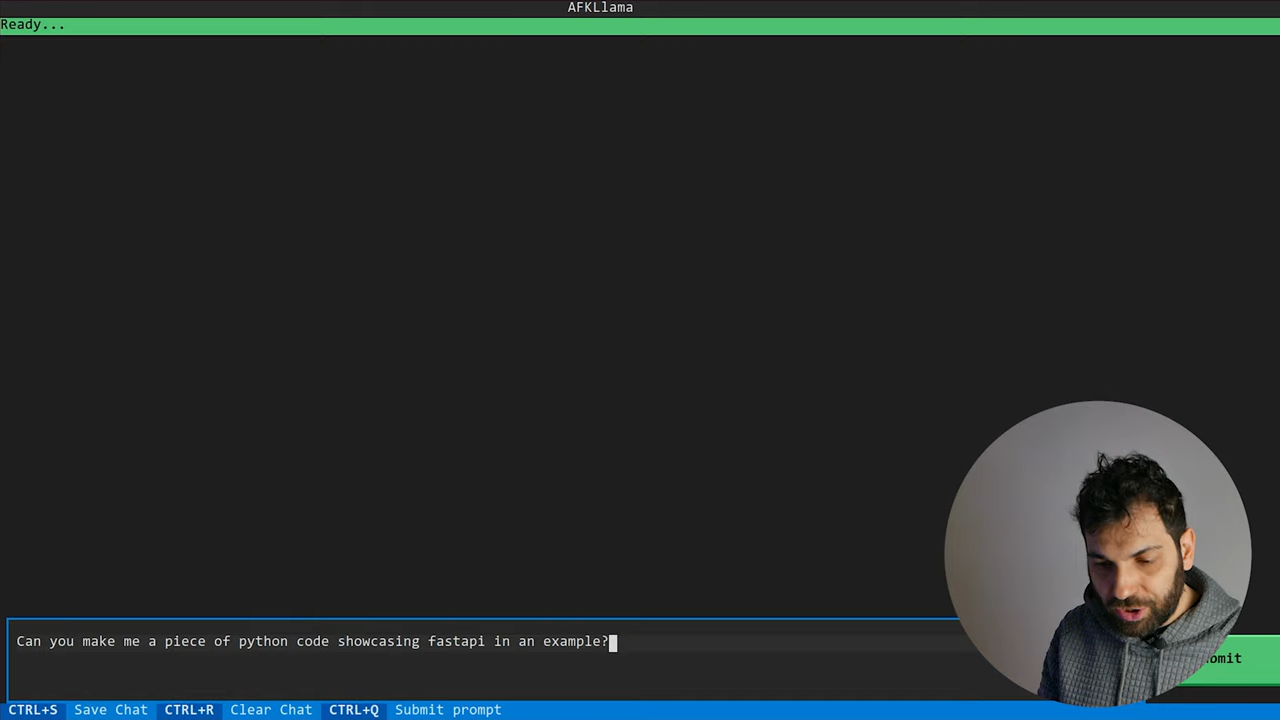 AFKLlama
Ready...
Can you make me a piece of python code showcasing fastapi in an example?
CTRL+S Save Chat CTRL+R Clear Chat CTRL+Q Submit prompt